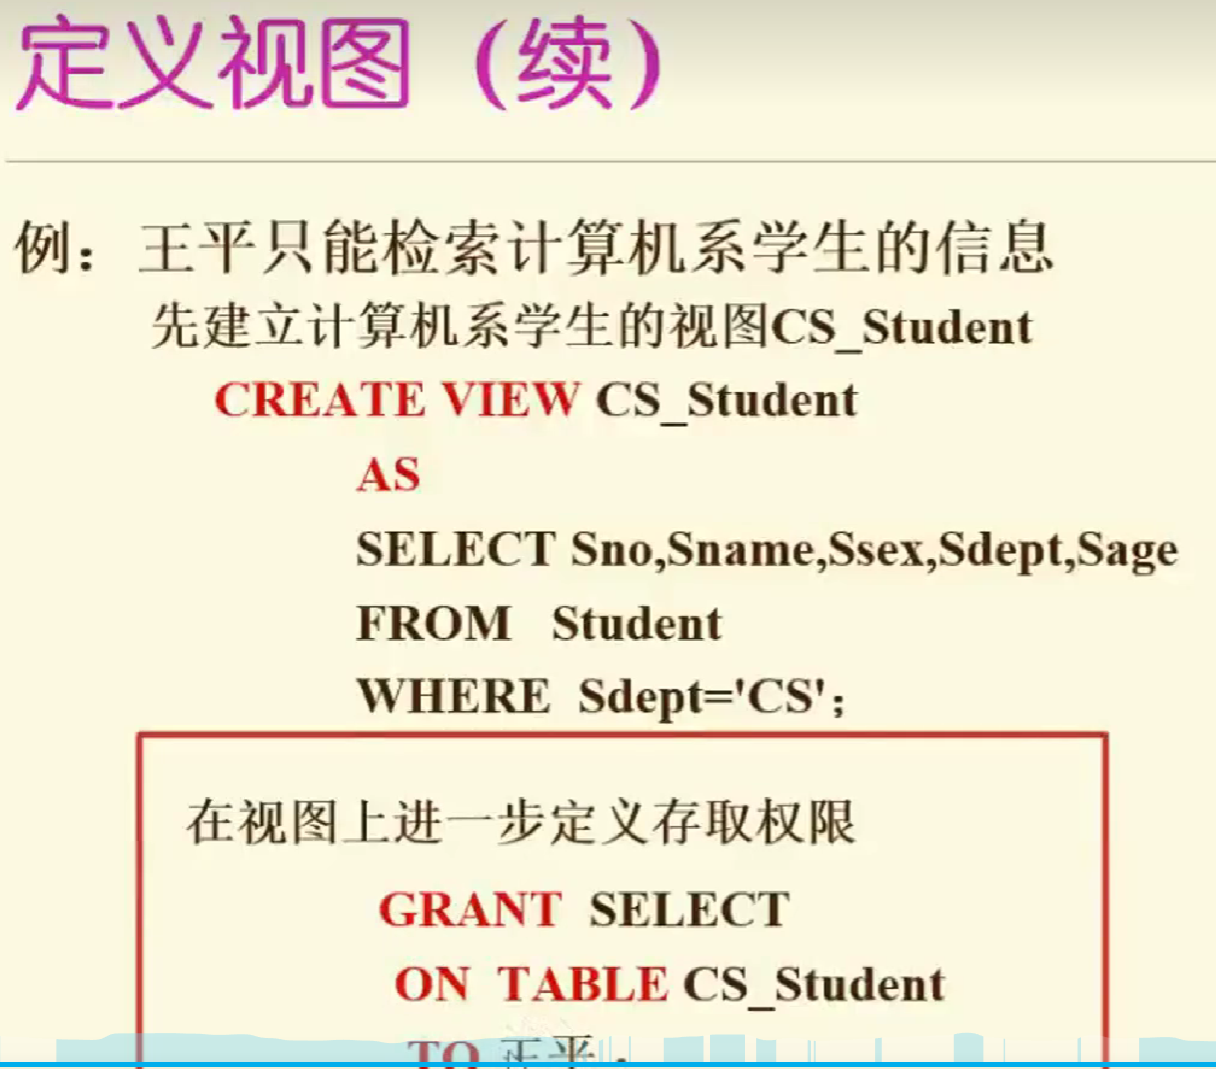 定义视图（续）
例：王平只能检索计算机系学生的信息
先建立计算机系学生的视图CS_Student
CREATE VIEW CS_Student
AS
SELECT Sno,Sname,Ssex,Sdept,Sage
FROM Student
WHERE Sdept='CS';
在视图上进一步定义存取权限
GRANT SELECT
ON TABLE CS_Student
TO 王平;